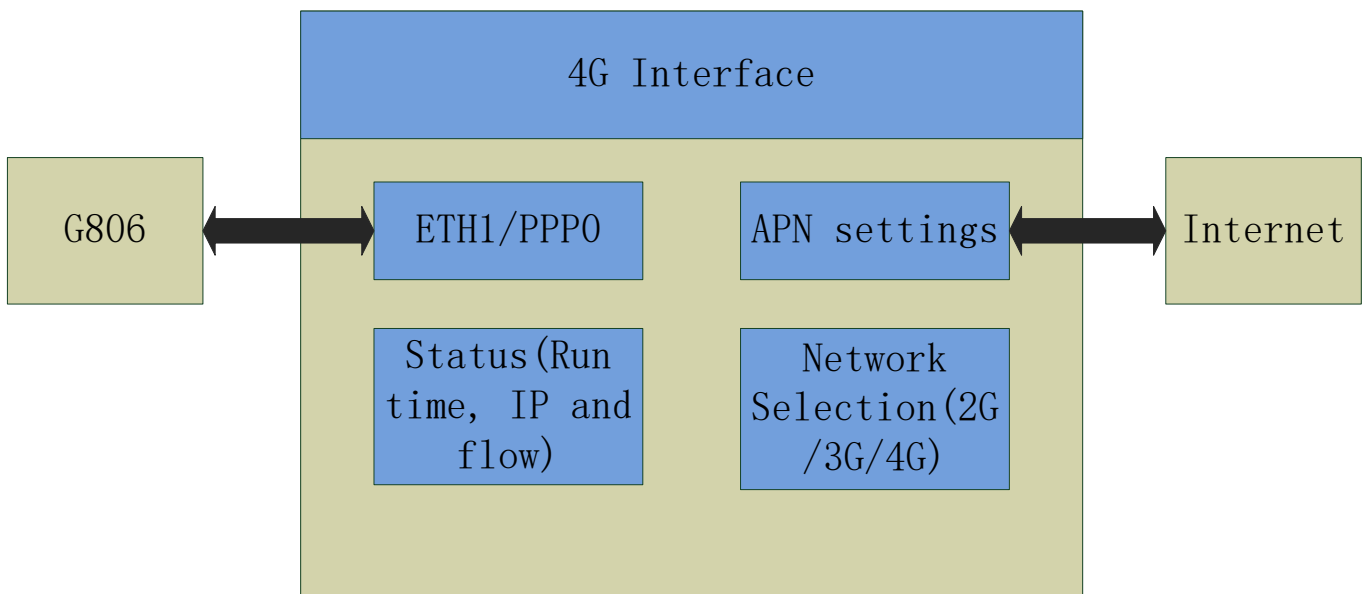 4G Interface
G806
ETH1/PPP0
APN settings
Internet
Status(Run
time, IP and
flow)
Network
Selection(2G
/3G/4G)